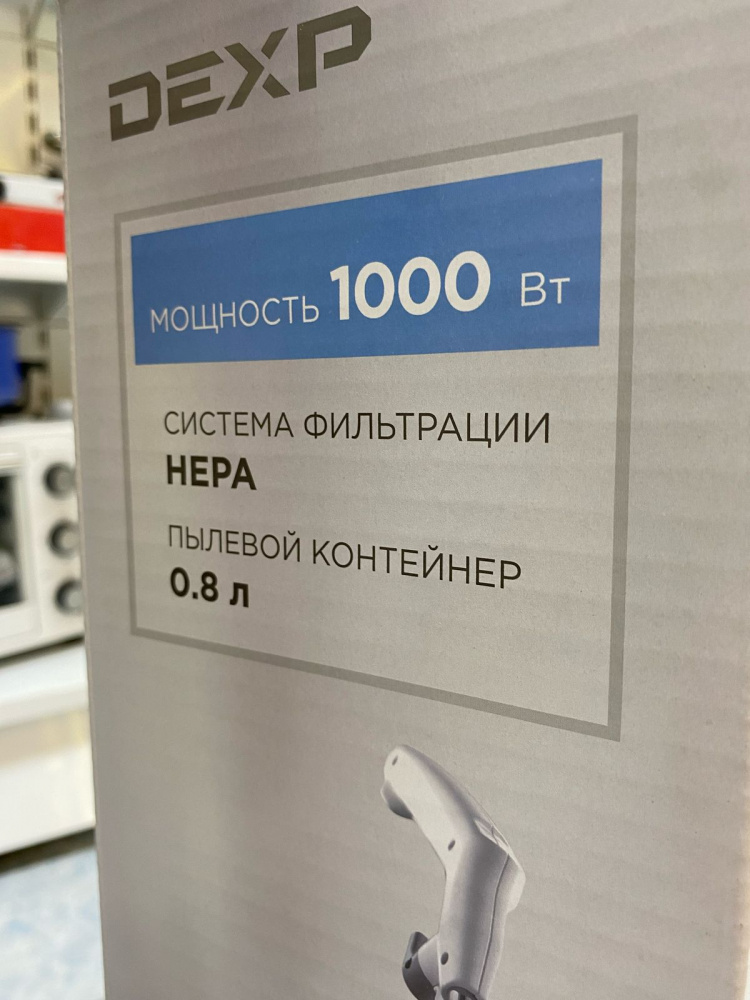 DEXP
МОЩНОСТЬ 1000 Вт
СИСТЕМА ФИЛЬТРАЦИИ
HEPA
ПЫЛЕВОЙ КОНТЕЙНЕР
0.8 л